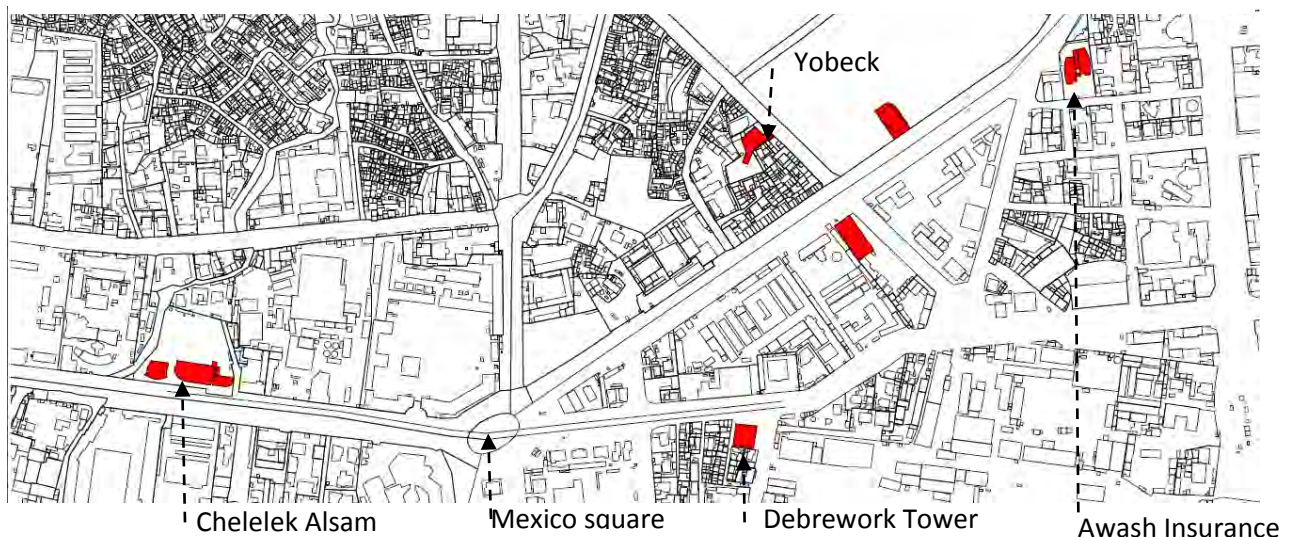 Yobeck
Chelelek Alsam
Mexico square
Debrework Tower
Awash Insurance